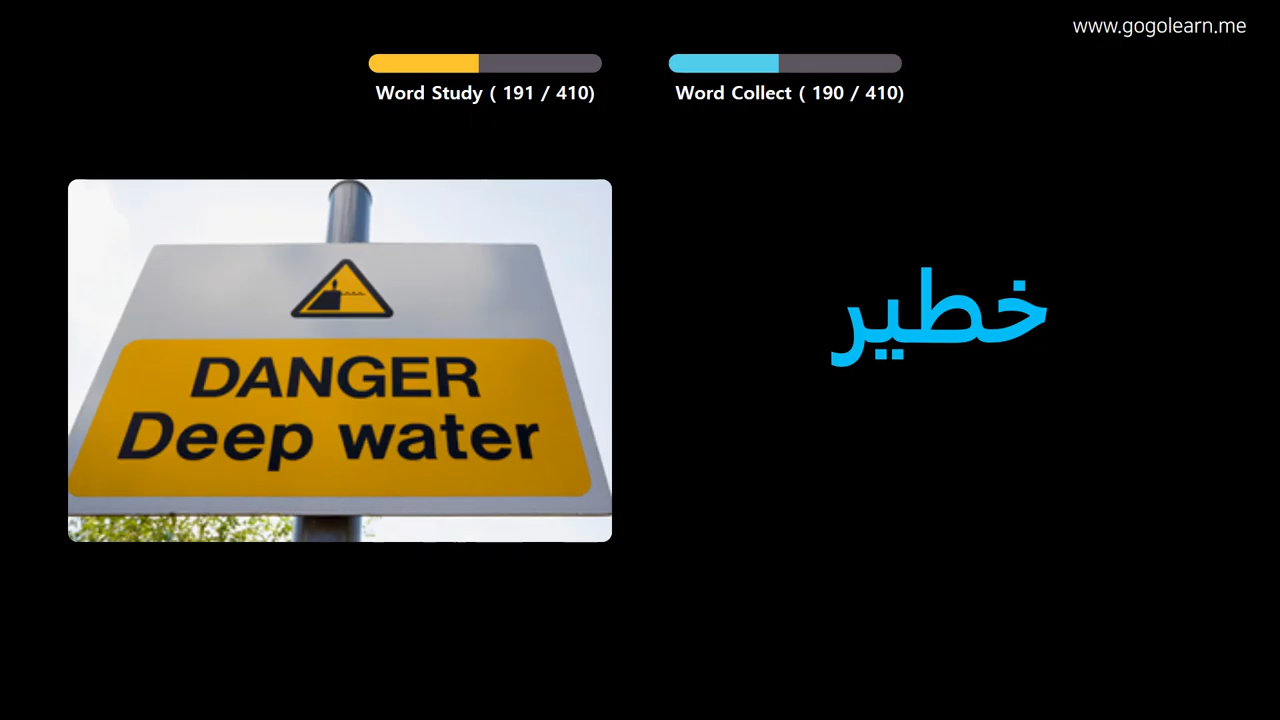 www.gogolearn.me
Word Study ( 191 / 410)
Word Collect ( 190 / 410)
DANGER
Deep water
خطير